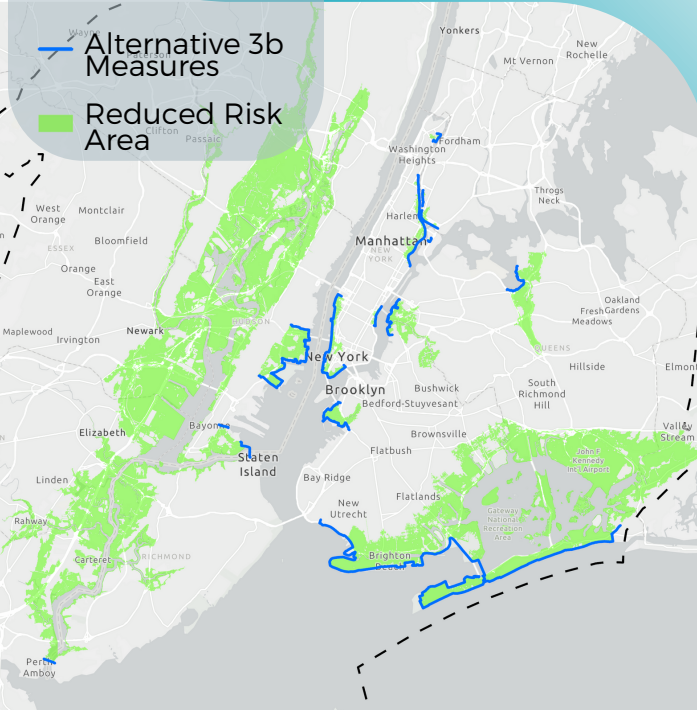 Alternative 3b
Measures
Reduced Risk
Area
Wayne
Paterson
Clifton
Passaic
Yonkers
New
Rochelle
Mt Vernon
Fordham
Washington
Heights
Throgs
Neck
West
Orange
Montclair
ESSEX
Bloomfield
Harlem
Manhattan
NEW
YORK
Orange
East
Orange
Oakland
Gardens
Fresh
Meadows
Maplewood
Irvington
Newark
HUDSON
New York
QUEENS
Hillside
Elmont
Brooklyn
Bushwick
Bedford-Stuyvesant
South
Richmond
Hill
Elizabeth
Bayonne
Brownsville
Valley
Stream
Staten
Island
Flatbush
John F
Kennedy
Int'l Airport
Linden
Bay Ridge
Flatlands
New
Utrecht
Gateway
National
Recreation
Area
Rahway
Carteret
RICHMOND
Brighton
Beach
Perth
Amboy